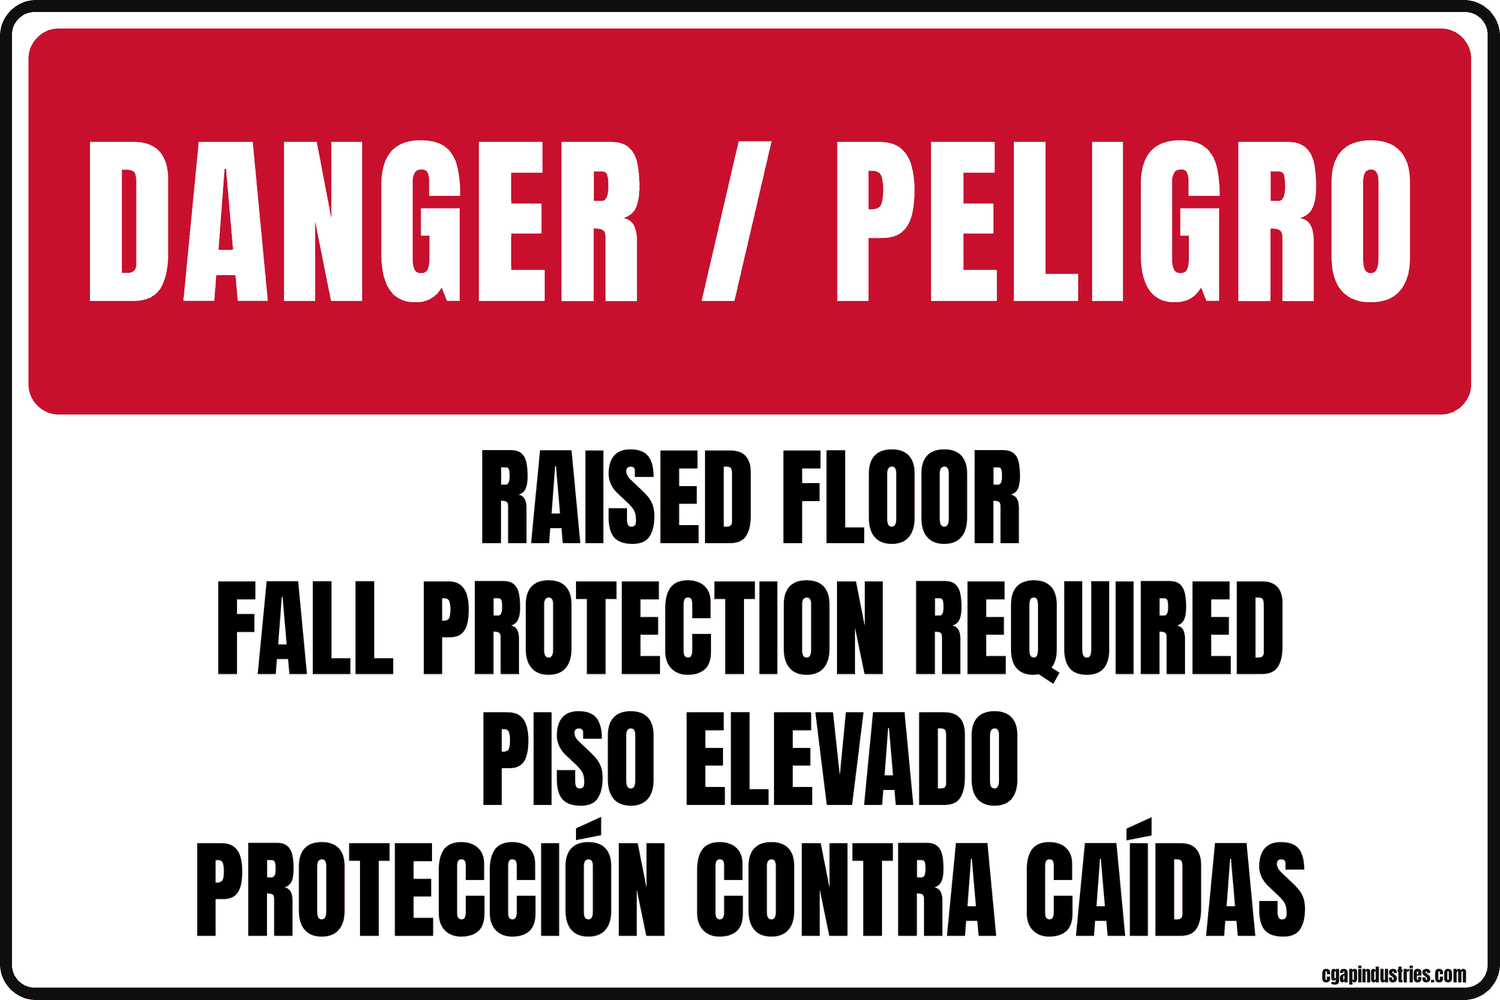 DANGER / PELIGRO
RAISED FLOOR
FALL PROTECTION REQUIRED
PISO ELEVADO
PROTECCIÓN CONTRA CAÍDAS
cgapindustries.com